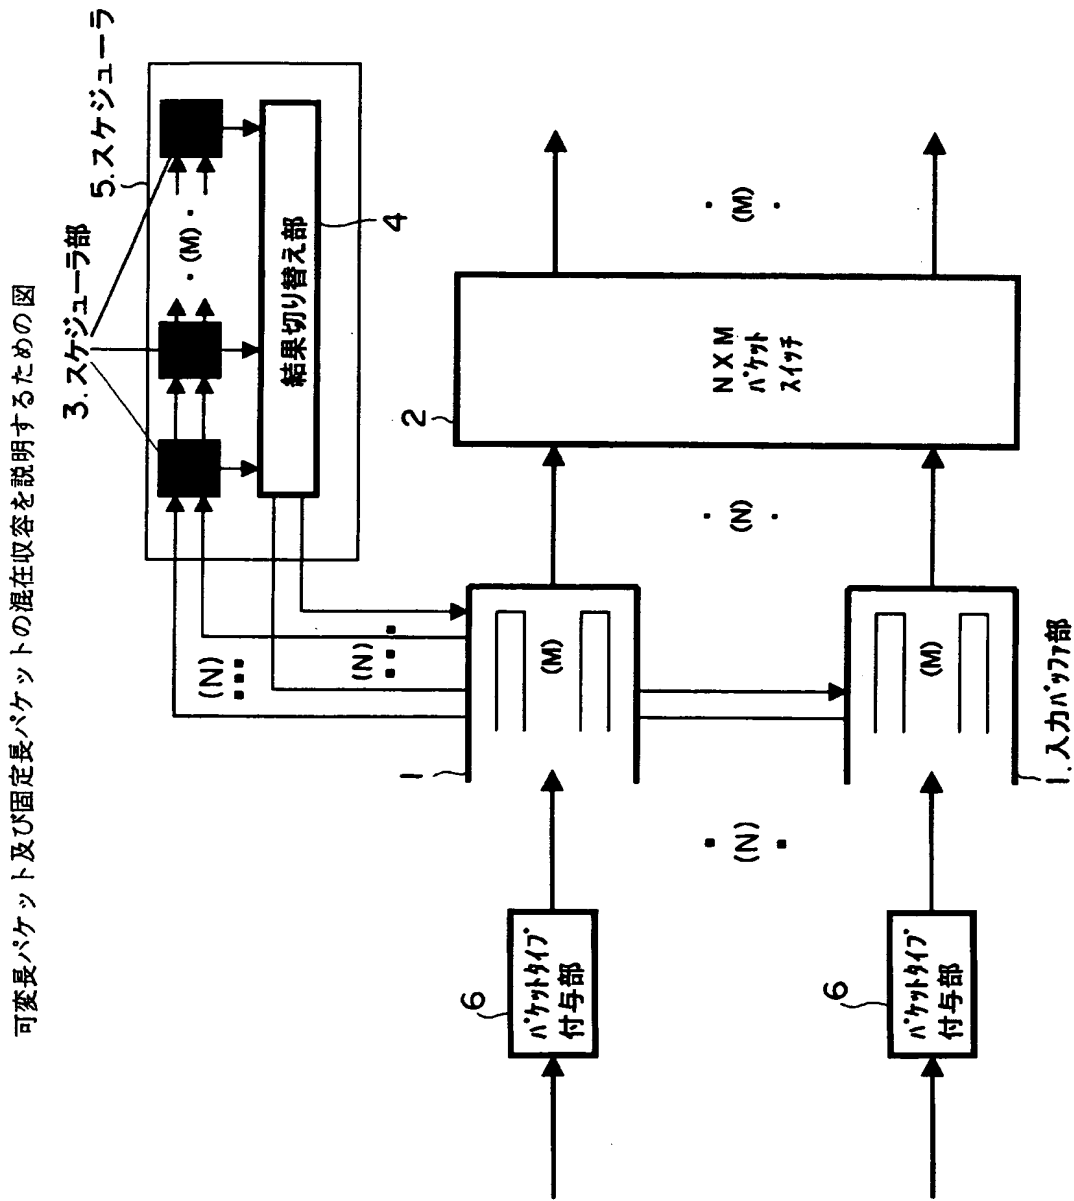 可変長パケット及び固定長パケットの混在収容を説明するための図
5.スケジューラ
3.スケジューラ部
・(M)・
結果切り替え部
4
(N)
(N)
2
N X M
パケット
スイッチ
・(M)・
・(N)・
1
(M)
(M)
1.入力バッファ部
・(N)・
6
パケットタイプ
付与部
6
パケットタイプ
付与部